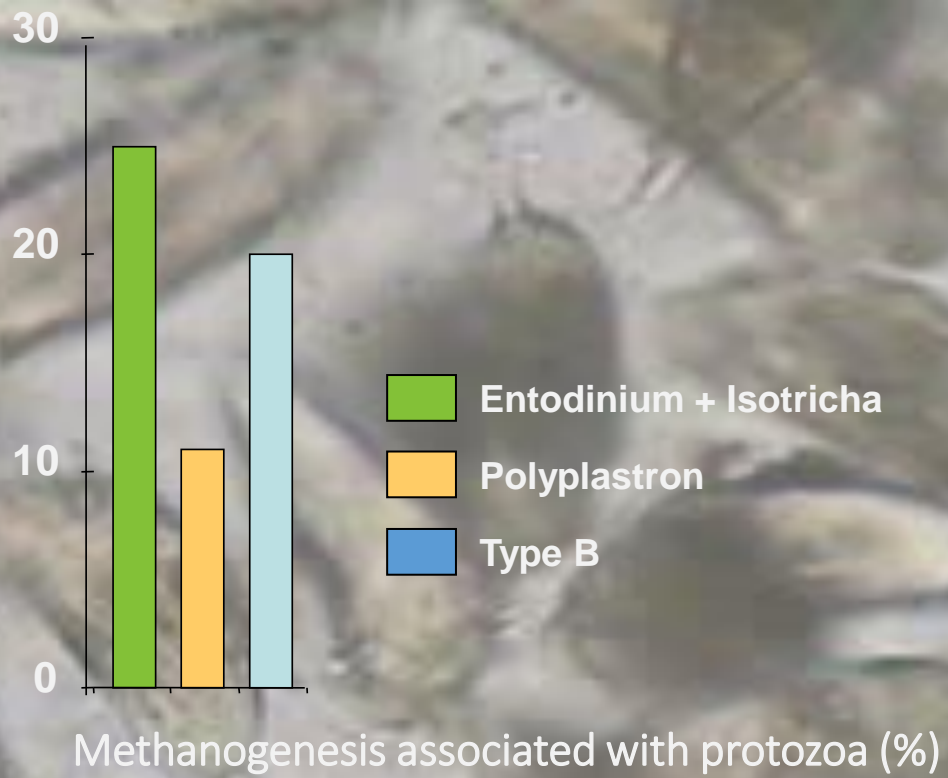 30
20
10
0
Entodinium + Isotricha
Polyplastron
Type B
Methanogenesis associated with protozoa (%)